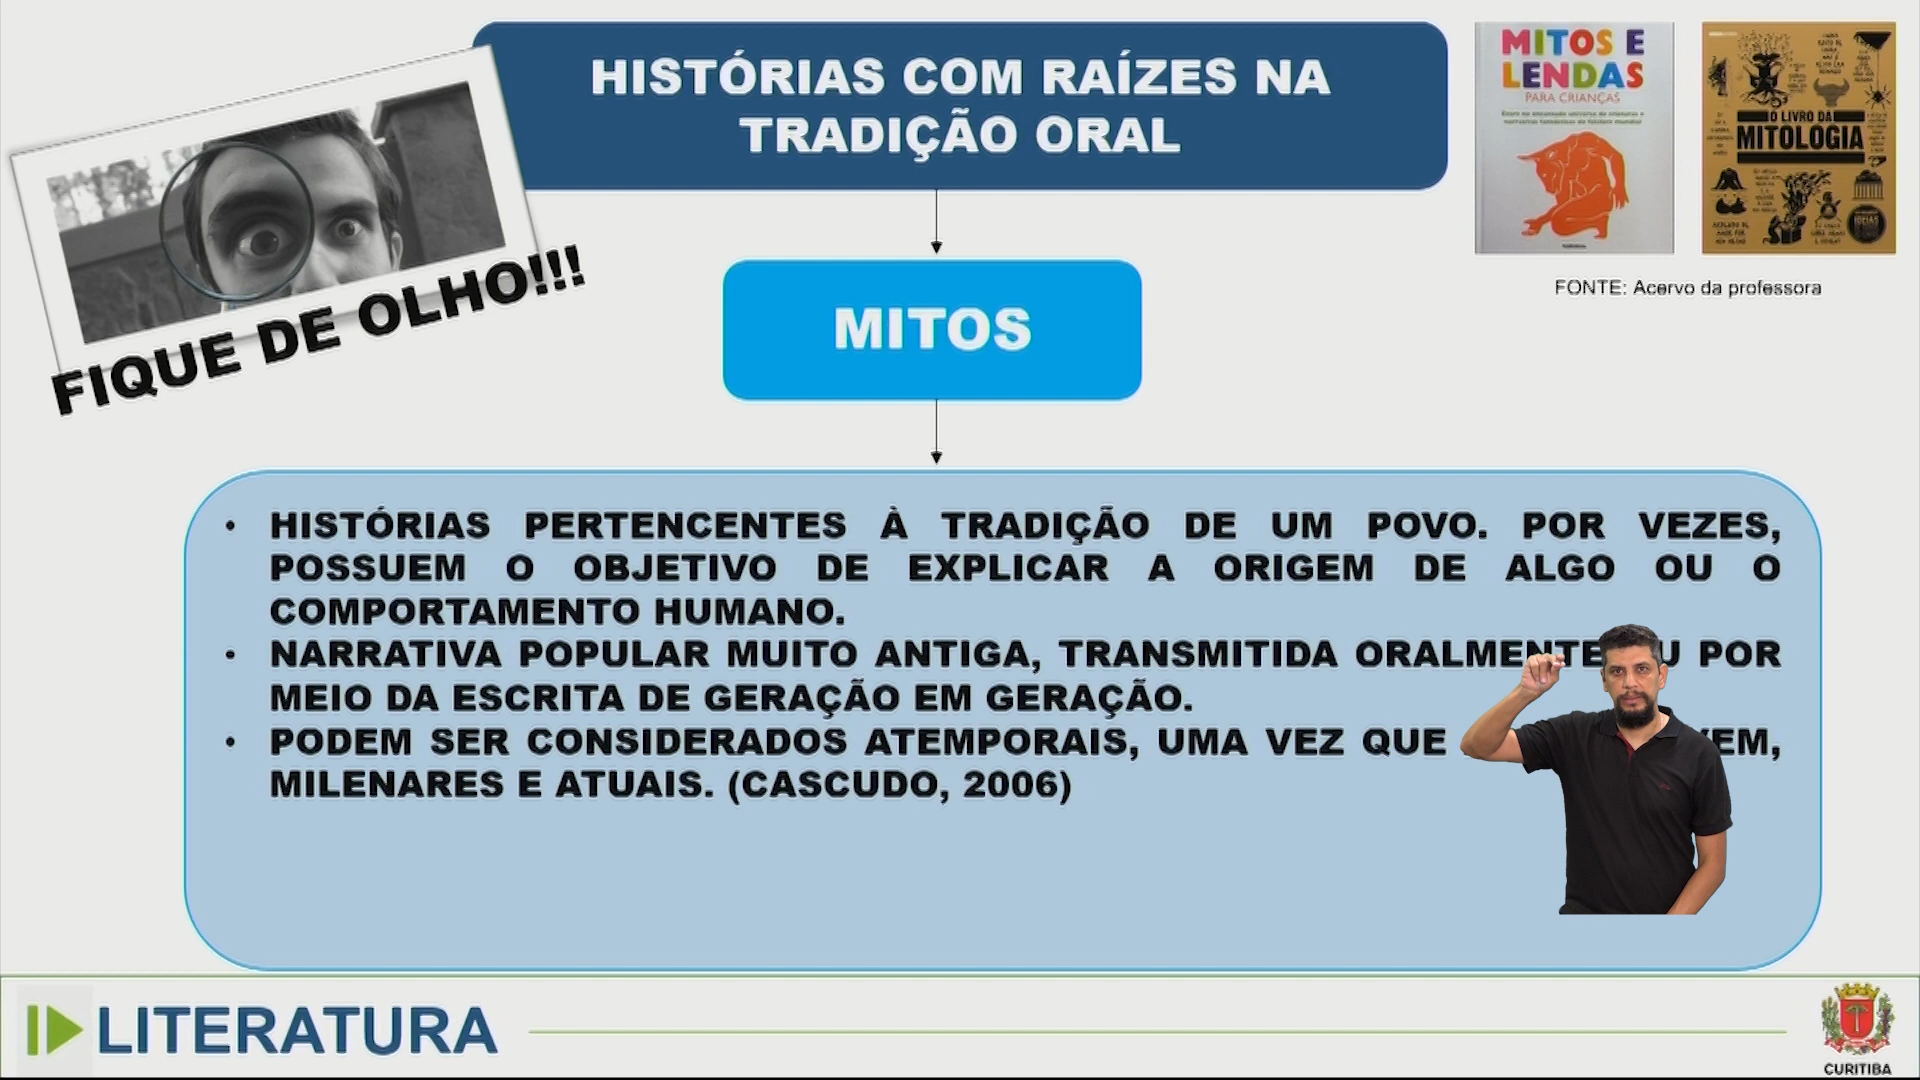 HISTÓRIAS COM RAÍZES NA
TRADIÇÃO ORAL
MITOS E
LENDAS
PARA CRIANÇAS
O LIVRO DA
MITOLOGIA
FONTE: Acervo da professora
FIQUE DE OLHO!!!
MITOS
• HISTÓRIAS PERTENCENTES À TRADIÇÃO DE UM POVO. POR VEZES,
POSSUEM O OBJETIVO DE EXPLICAR A ORIGEM DE ALGO OU O
COMPORTAMENTO HUMANO.
• NARRATIVA POPULAR MUITO ANTIGA, TRANSMITIDA ORALMENTE U POR
MEIO DA ESCRITA DE GERAÇÃO EM GERAÇÃO.
• PODEM SER CONSIDERADOS ATEMPORAIS, UMA VEZ QUE VEM,
MILENARES E ATUAIS. (CASCUDO, 2006)
LITERATURA
CURITIBA